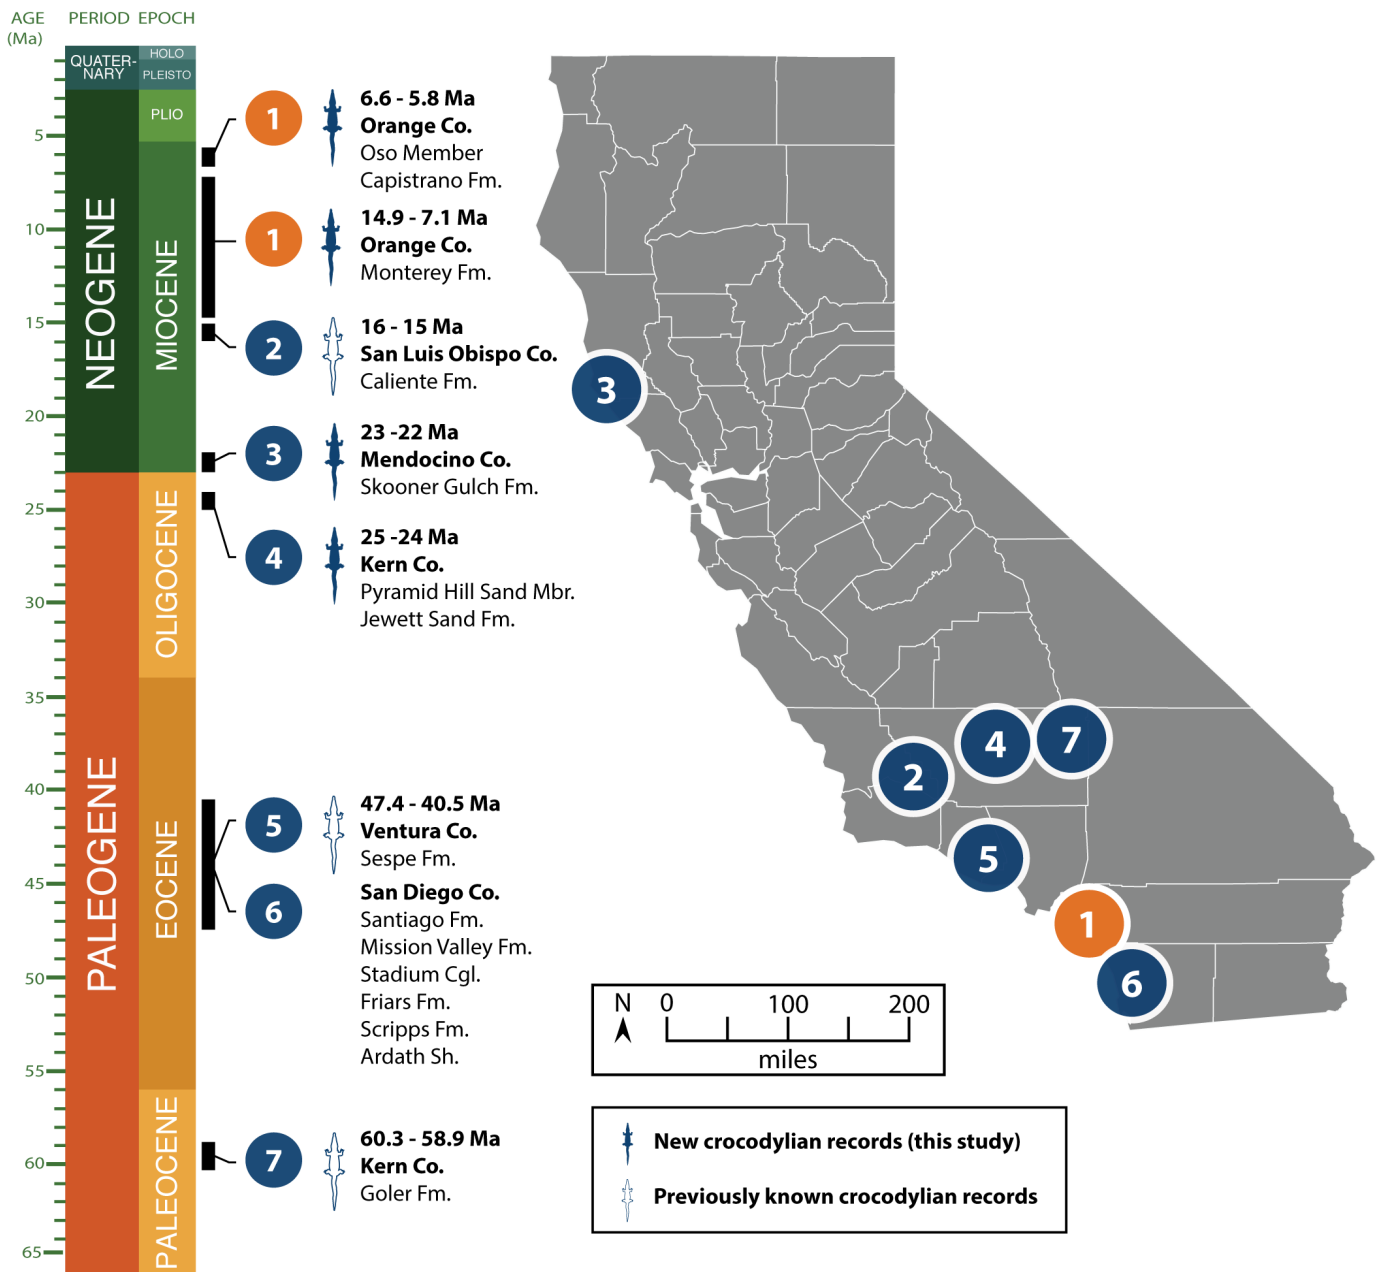 AGE
(Ma)
PERIOD
EPOCH
QUATER-
NARY
HOLO
PLEISTO
PLIO
NEOGENE
MIOCENE
PALEOGENE
OLIGOCENE
EOCENE
PALEOCENE
5
10
15
20
25
30
35
40
45
50
55
60
65
1
6.6 - 5.8 Ma
Orange Co.
Oso Member
Capistrano Fm.
1
14.9 - 7.1 Ma
Orange Co.
Monterey Fm.
2
16 - 15 Ma
San Luis Obispo Co.
Caliente Fm.
3
23 -22 Ma
Mendocino Co.
Skooner Gulch Fm.
4
25 -24 Ma
Kern Co.
Pyramid Hill Sand Mbr.
Jewett Sand Fm.
5
47.4 - 40.5 Ma
Ventura Co.
Sespe Fm.
6
San Diego Co.
Santiago Fm.
Mission Valley Fm.
Stadium Cgl.
Friars Fm.
Scripps Fm.
Ardath Sh.
7
60.3 - 58.9 Ma
Kern Co.
Goler Fm.
3
4
7
2
5
1
6
N
0 100 200
miles
New crocodylian records (this study)
Previously known crocodylian records